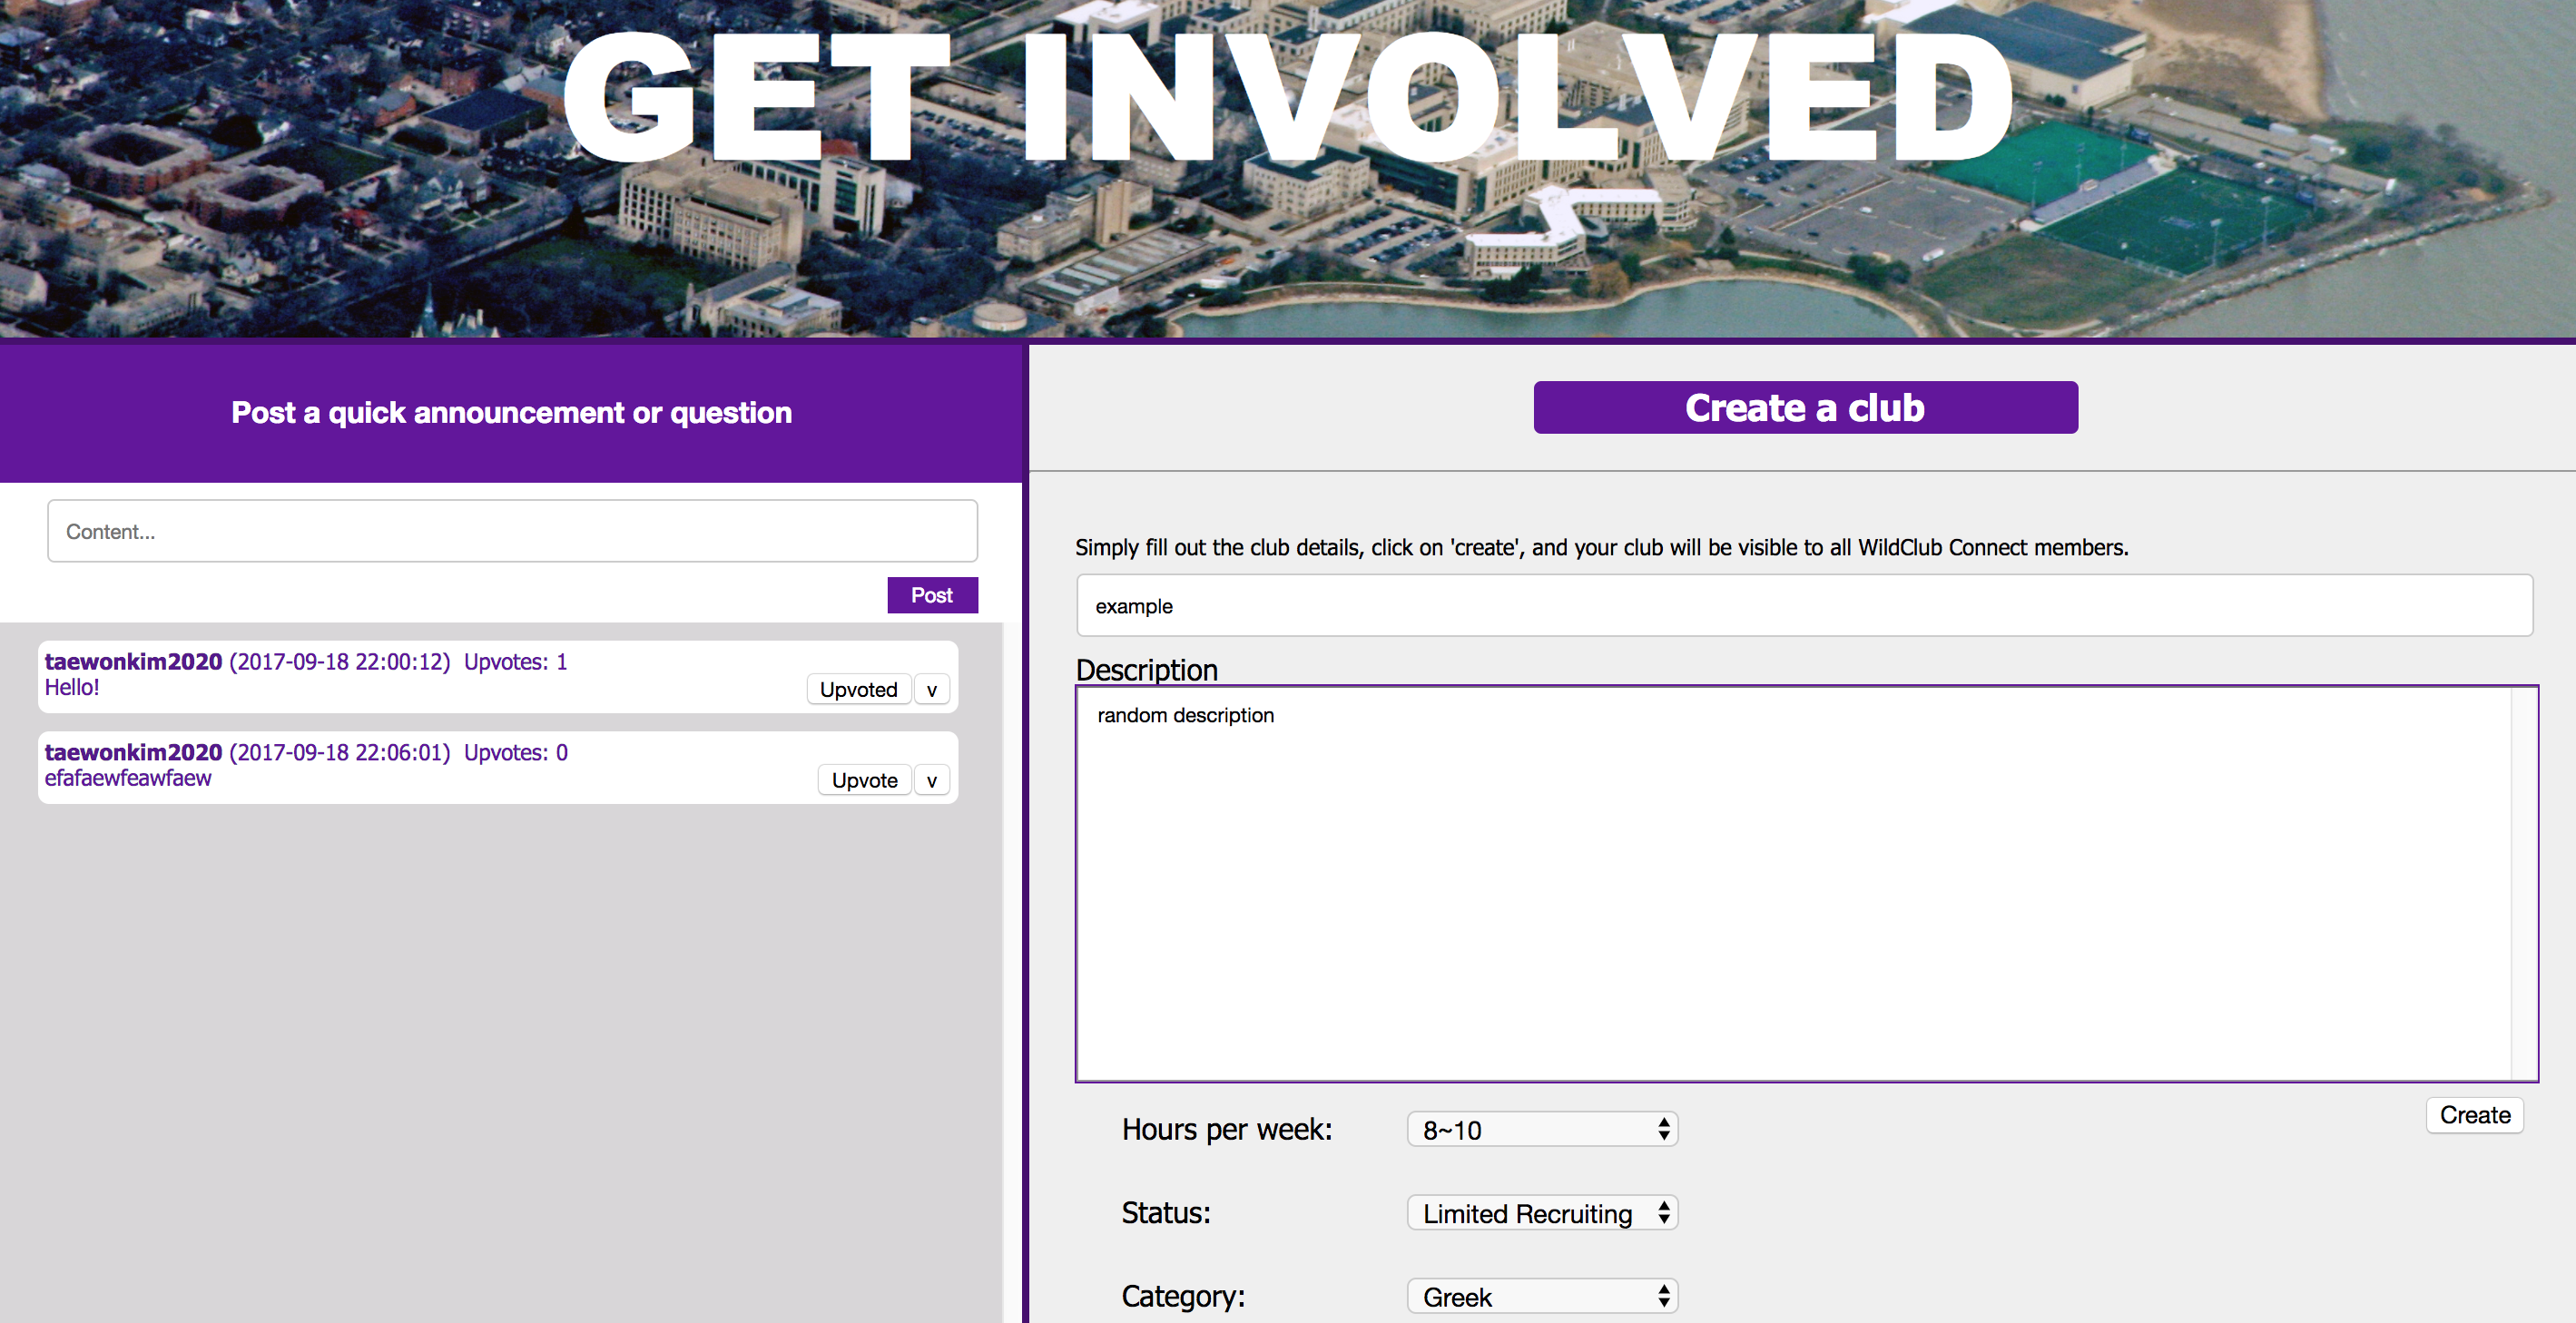 GET INVOLVED
Post a quick announcement or question
Content...
Post
taewonkim2020 (2017-09-18 22:00:12) Upvotes: 1
Hello!
Upvoted v
taewonkim2020 (2017-09-18 22:06:01) Upvotes: 0
efafaewfeawfaew
Upvote v
Create a club
Simply fill out the club details, click on 'create', and your club will be visible to all WildClub Connect members.
example
Description
random description
Create
Hours per week: 8~10
Status: Limited Recruiting
Category: Greek